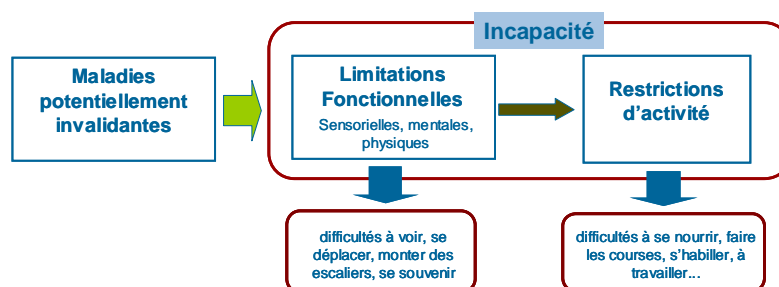 Incapacité
Maladies
potentiellement
invalidantes
Limitations
Fonctionnelles
Sensorielles, mentales,
physiques
Restrictions
d'activité
difficultés à voir, se
déplacer, monter des
escaliers, se souvenir
difficultés à se nourrir, faire
les courses, s'habiller, à
travailler...